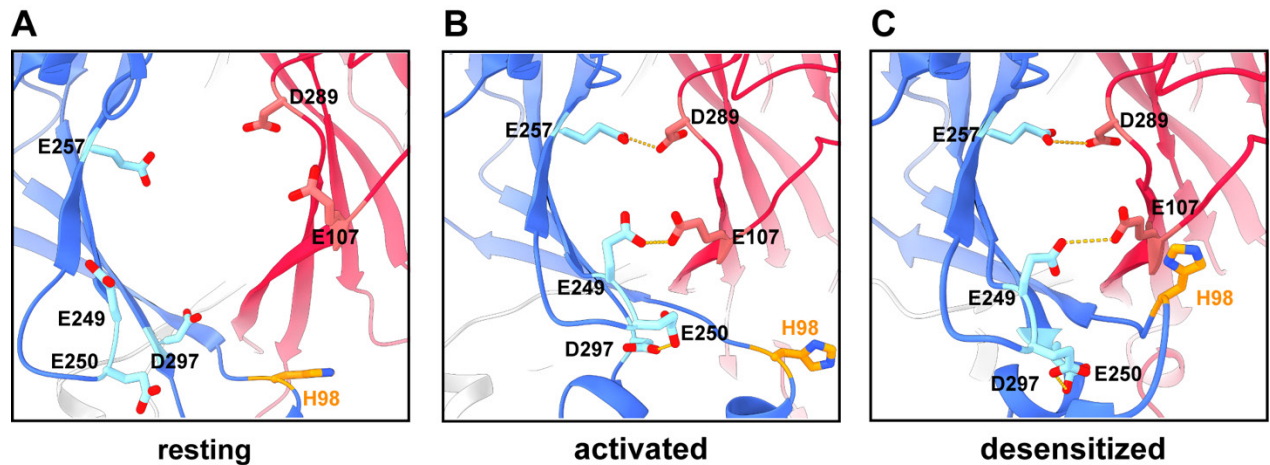 A
B
C
D289
E257
E107
E249
E250
D297
H98
D289
E257
E107
E249
E250
D297
H98
D289
E257
E107
E249
H98
D297
E250
resting
activated
desensitized